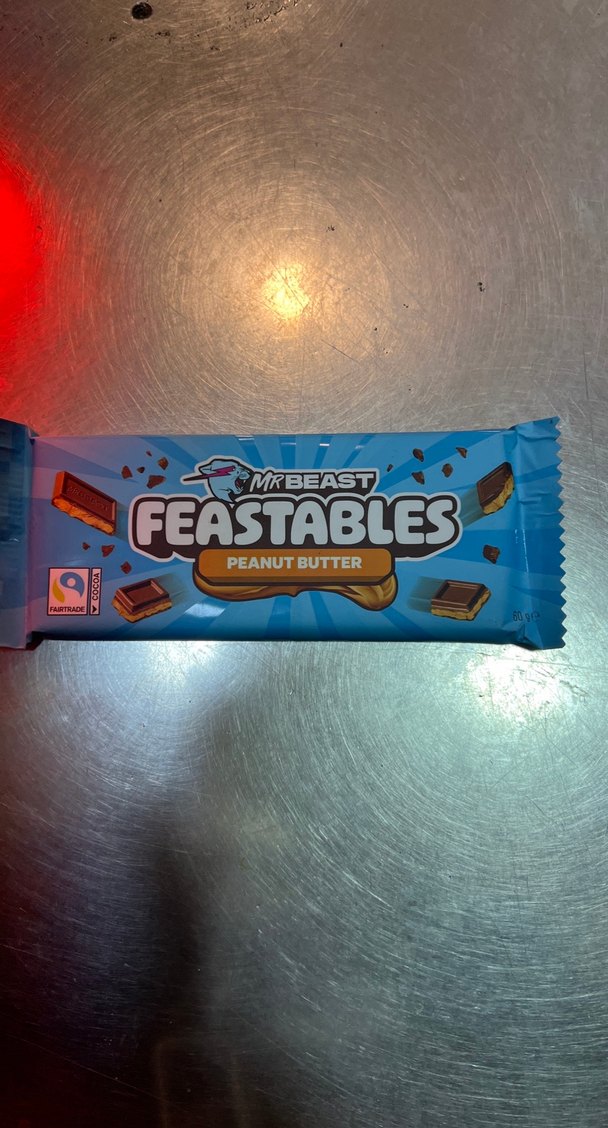 MRBEAST
FEASTABLES
PEANUT BUTTER
FAIRTRADE
COCOA
60 g